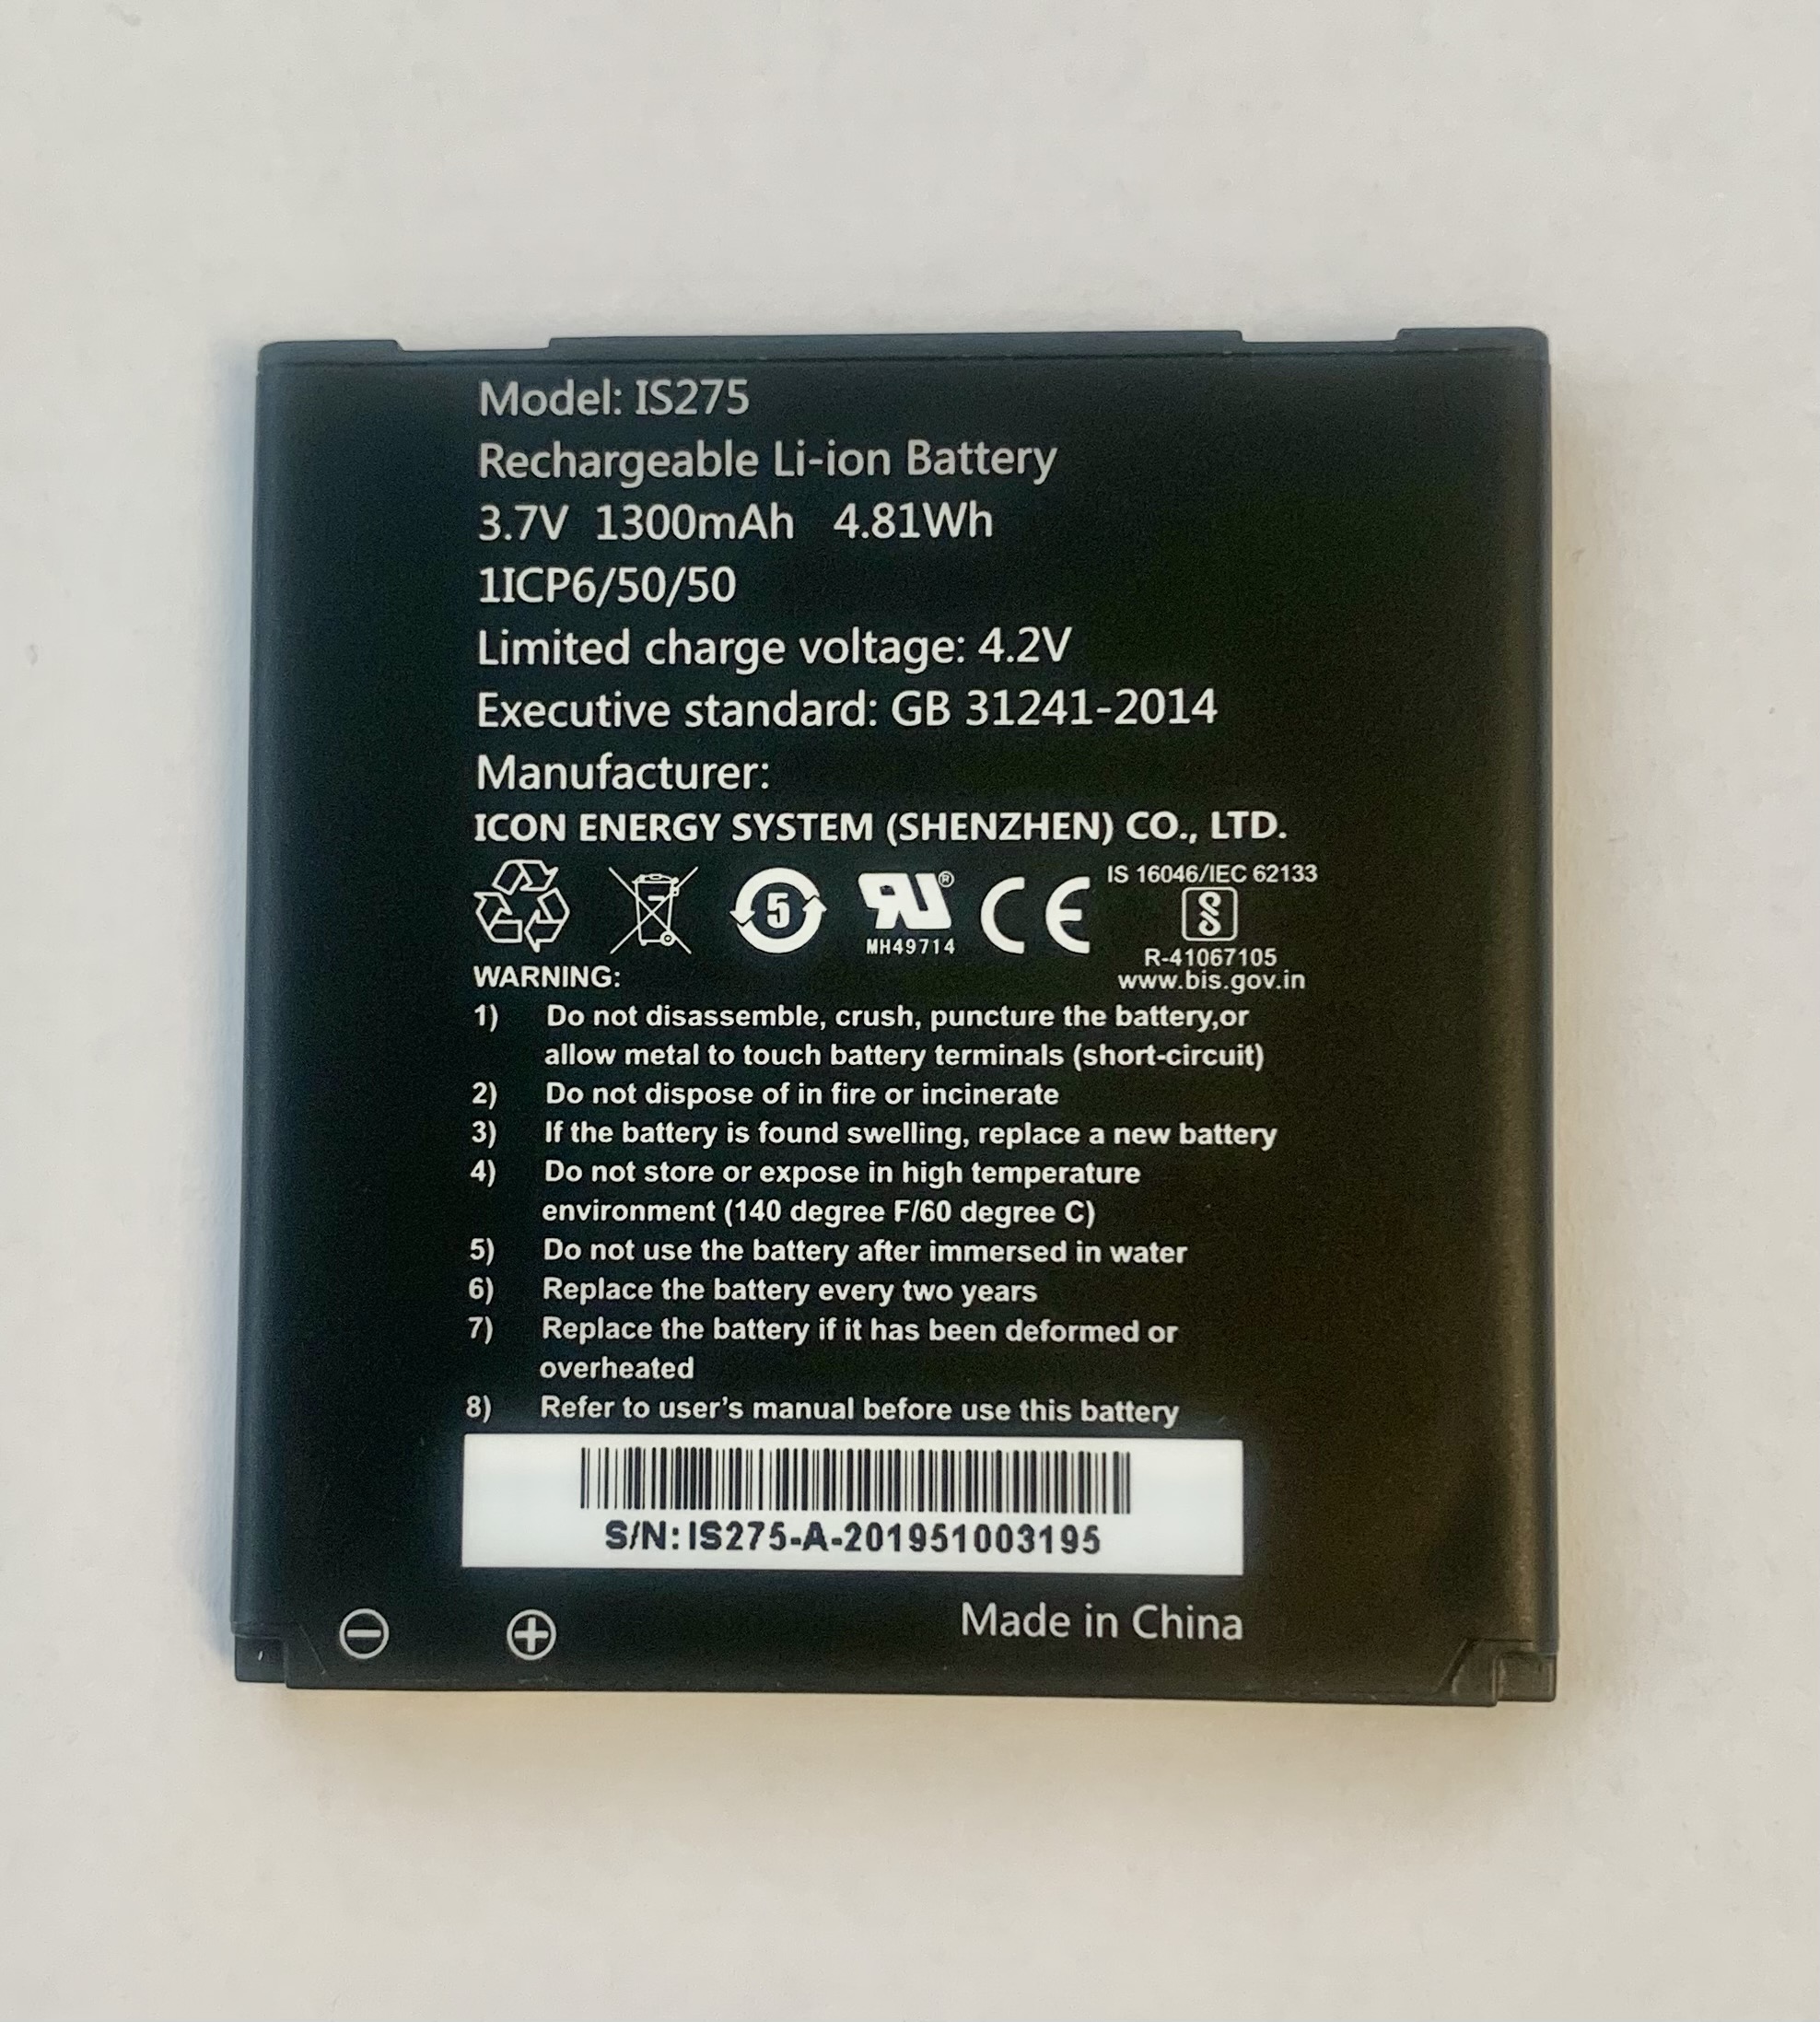 Model: IS275
Rechargeable Li-ion Battery
3.7V 1300mAh 4.81Wh
1ICP6/50/50
Limited charge voltage: 4.2V
Executive standard: GB 31241-2014
Manufacturer:
ICON ENERGY SYSTEM (SHENZHEN) CO., LTD.
5
RU®
MH49714
CE
IS 16046/IEC 62133
R-41067105
www.bis.gov.in
WARNING:
1) Do not disassemble, crush, puncture the battery,or
allow metal to touch battery terminals (short-circuit)
2) Do not dispose of in fire or incinerate
3) If the battery is found swelling, replace a new battery
4) Do not store or expose in high temperature
environment (140 degree F/60 degree C)
5) Do not use the battery after immersed in water
6) Replace the battery every two years
7) Replace the battery if it has been deformed or
overheated
8) Refer to user’s manual before use this battery
S/N: IS275-A-201951003195
Made in China